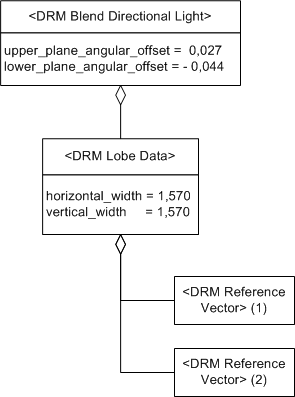 <DRM Blend Directional Light>
upper_plane_angular_offset = 0,027
lower_plane_angular_offset = - 0,044
<DRM Lobe Data>
horizontal_width = 1,570
vertical_width = 1,570
<DRM Reference
Vector> (1)
<DRM Reference
Vector> (2)